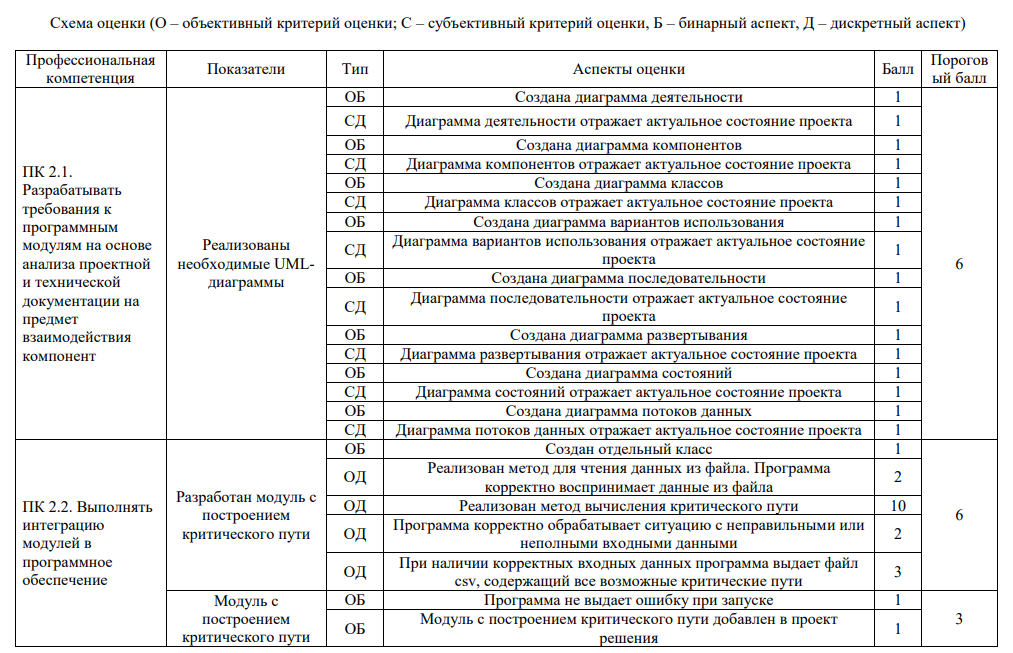 Схема оценки (О – объективный критерий оценки; С – субъективный критерий оценки, Б – бинарный аспект, Д – дискретный аспект)
Профессиональная
компетенция
Показатели
Тип
Аспекты оценки
Балл
Порогов
ый балл
ПК 2.1.
Разрабатывать
требования к
программным
модулям на основе
анализа проектной
и технической
документации на
предмет
взаимодействия
компонент
Реализованы
необходимые UML-
диаграммы
ОБ Создана диаграмма деятельности 1
СД Диаграмма деятельности отражает актуальное состояние проекта 1
ОБ Создана диаграмма компонентов 1
СД Диаграмма компонентов отражает актуальное состояние проекта 1
ОБ Создана диаграмма классов 1
СД Диаграмма классов отражает актуальное состояние проекта 1
ОБ Создана диаграмма вариантов использования 1
СД Диаграмма вариантов использования отражает актуальное состояние
проекта 1
ОБ Создана диаграмма последовательности 1
СД Диаграмма последовательности отражает актуальное состояние
проекта 1
ОБ Создана диаграмма развертывания 1
СД Диаграмма развертывания отражает актуальное состояние проекта 1
ОБ Создана диаграмма состояний 1
СД Диаграмма состояний отражает актуальное состояние проекта 1
ОБ Создана диаграмма потоков данных 1
СД Диаграмма потоков данных отражает актуальное состояние проекта 1
6
ПК 2.2. Выполнять
интеграцию
модулей в
программное
обеспечение
Разработан модуль с
построением
критического пути
ОБ Создан отдельный класс 1
ОД Реализован метод для чтения данных из файла. Программа
корректно воспринимает данные из файла 2
ОД Реализован метод вычисления критического пути 10
ОД Программа корректно обрабатывает ситуацию с неправильными или
неполными входными данными 2
ОД При наличии корректных входных данных программа выдает файл
csv, содержащий все возможные критические пути 3
6
Модуль с
построением
критического пути
ОБ Программа не выдает ошибку при запуске 1
ОБ Модуль с построением критического пути добавлен в проект
решения 1
3